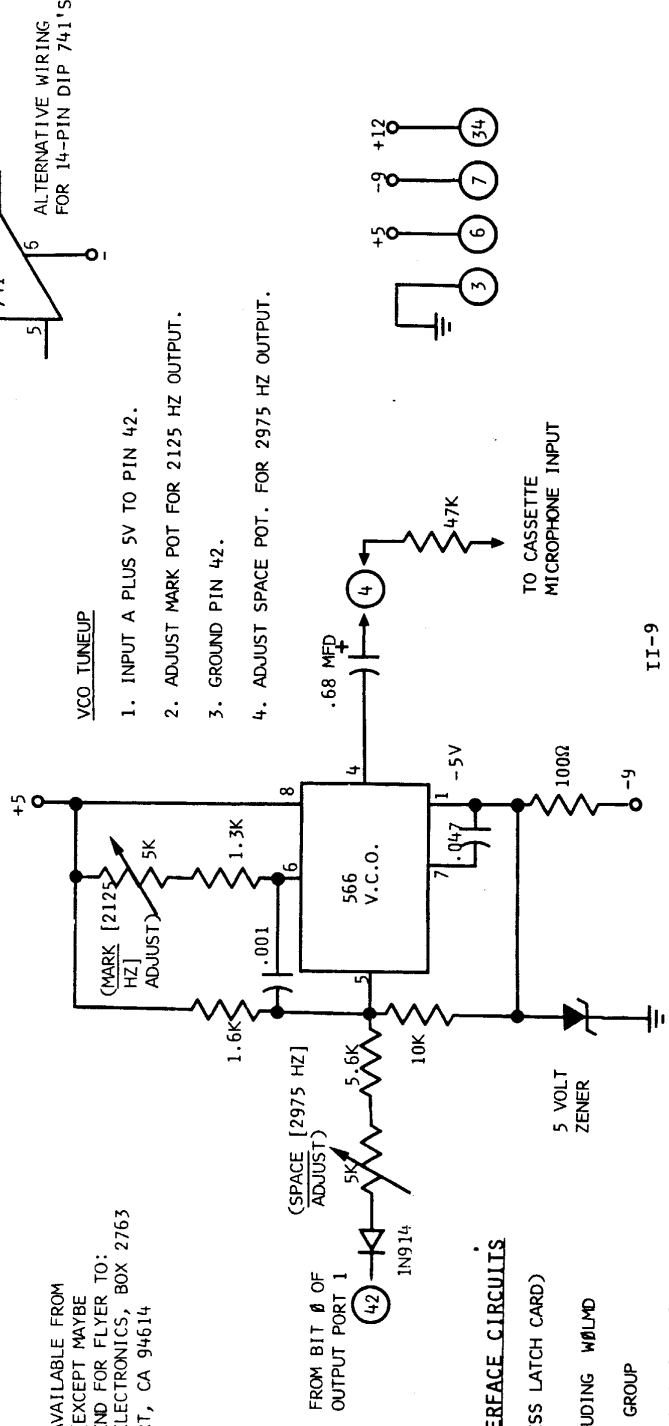 AVAILABLE FROM
EXCEPT MAYBE
ND FOR FLYER TO:
LECTRONICS, BOX 2763
RT, CA 94614
ALTERNATIVE WIRING
FOR 14-PIN DIP 741'S
741
5
6
-
VCO TUNEUP
1. INPUT A PLUS 5V TO PIN 42.
2. ADJUST MARK POT FOR 2125 HZ OUTPUT.
3. GROUND PIN 42.
4. ADJUST SPACE POT. FOR 2975 HZ OUTPUT.
+5
(MARK [2125
HZ]
ADJUST)
5K
1.3K
1.6K
.001
6
8
566
V.C.O.
5
4
7
1
.047
-5V
100Ω
-9
.68 MFD
+
4
47K
TO CASSETTE
MICROPHONE INPUT
(SPACE [2975 HZ]
ADJUST)
5K
5.6K
10K
1N914
42
FROM BIT Ø OF
OUTPUT PORT 1
5 VOLT
ZENER
+5
-9
+12
3
6
7
34
ERFACE CIRCUITS
SS LATCH CARD)
UDING WØLMD
GROUP
II-9